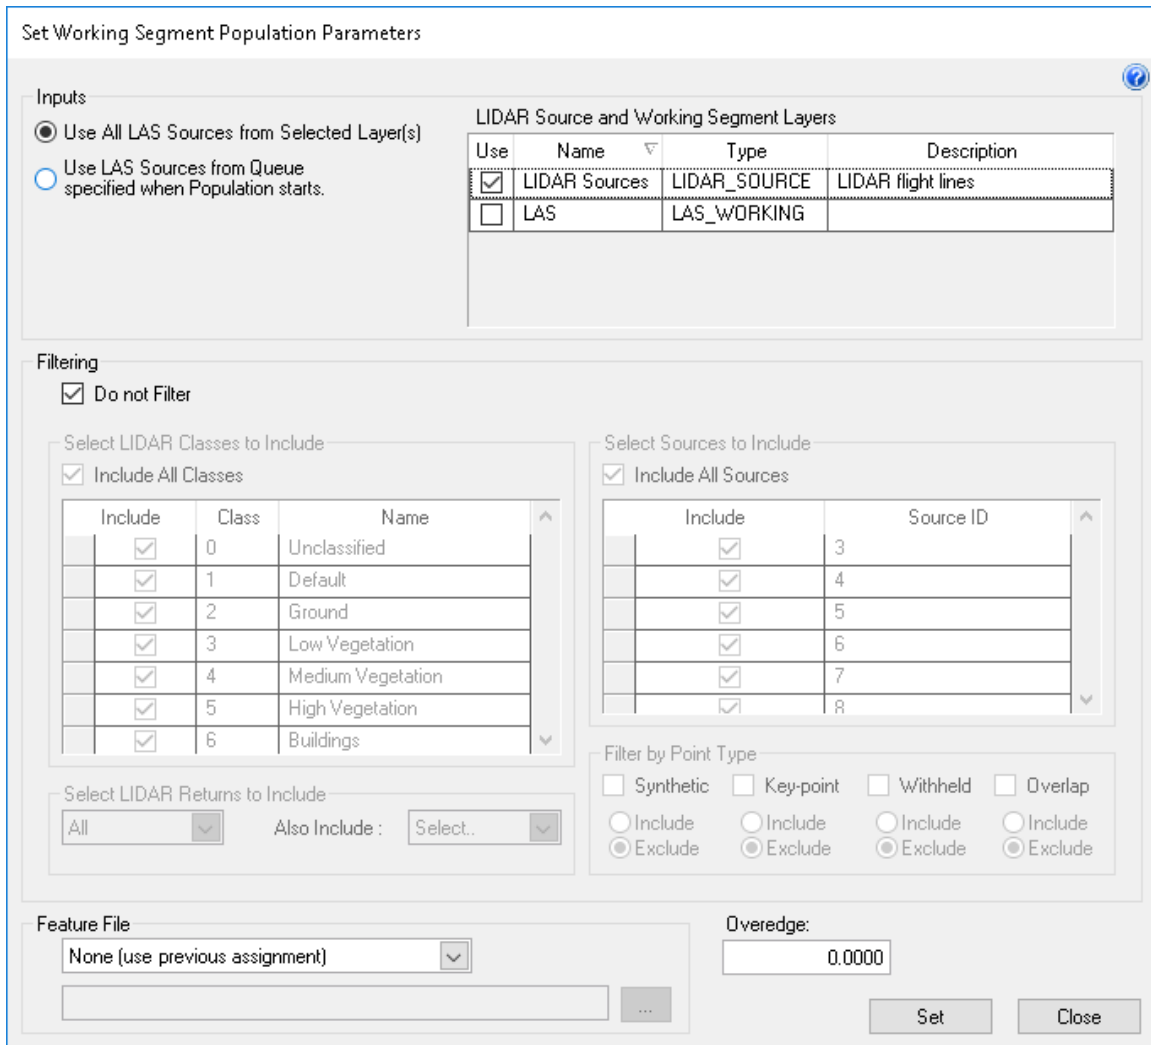 Set Working Segment Population Parameters
Inputs
Use All LAS Sources from Selected Layer(s)
Use LAS Sources from Queue
specified when Population starts.
LIDAR Source and Working Segment Layers
Use Name Type Description
LIDAR Sources LIDAR_SOURCE LIDAR flight lines
LAS LAS_WORKING
Filtering
Do not Filter
Select LIDAR Classes to Include
Include All Classes
Include Class Name
0 Unclassified
1 Default
2 Ground
3 Low Vegetation
4 Medium Vegetation
5 High Vegetation
6 Buildings
Select LIDAR Returns to Include
All Also Include : Select..
Select Sources to Include
Include All Sources
Include Source ID
3
4
5
6
7
8
Filter by Point Type
Synthetic Key-point Withheld Overlap
Include Include Include Include
Exclude Exclude Exclude Exclude
Feature File
None (use previous assignment)
...
Overedge:
0.0000
Set Close